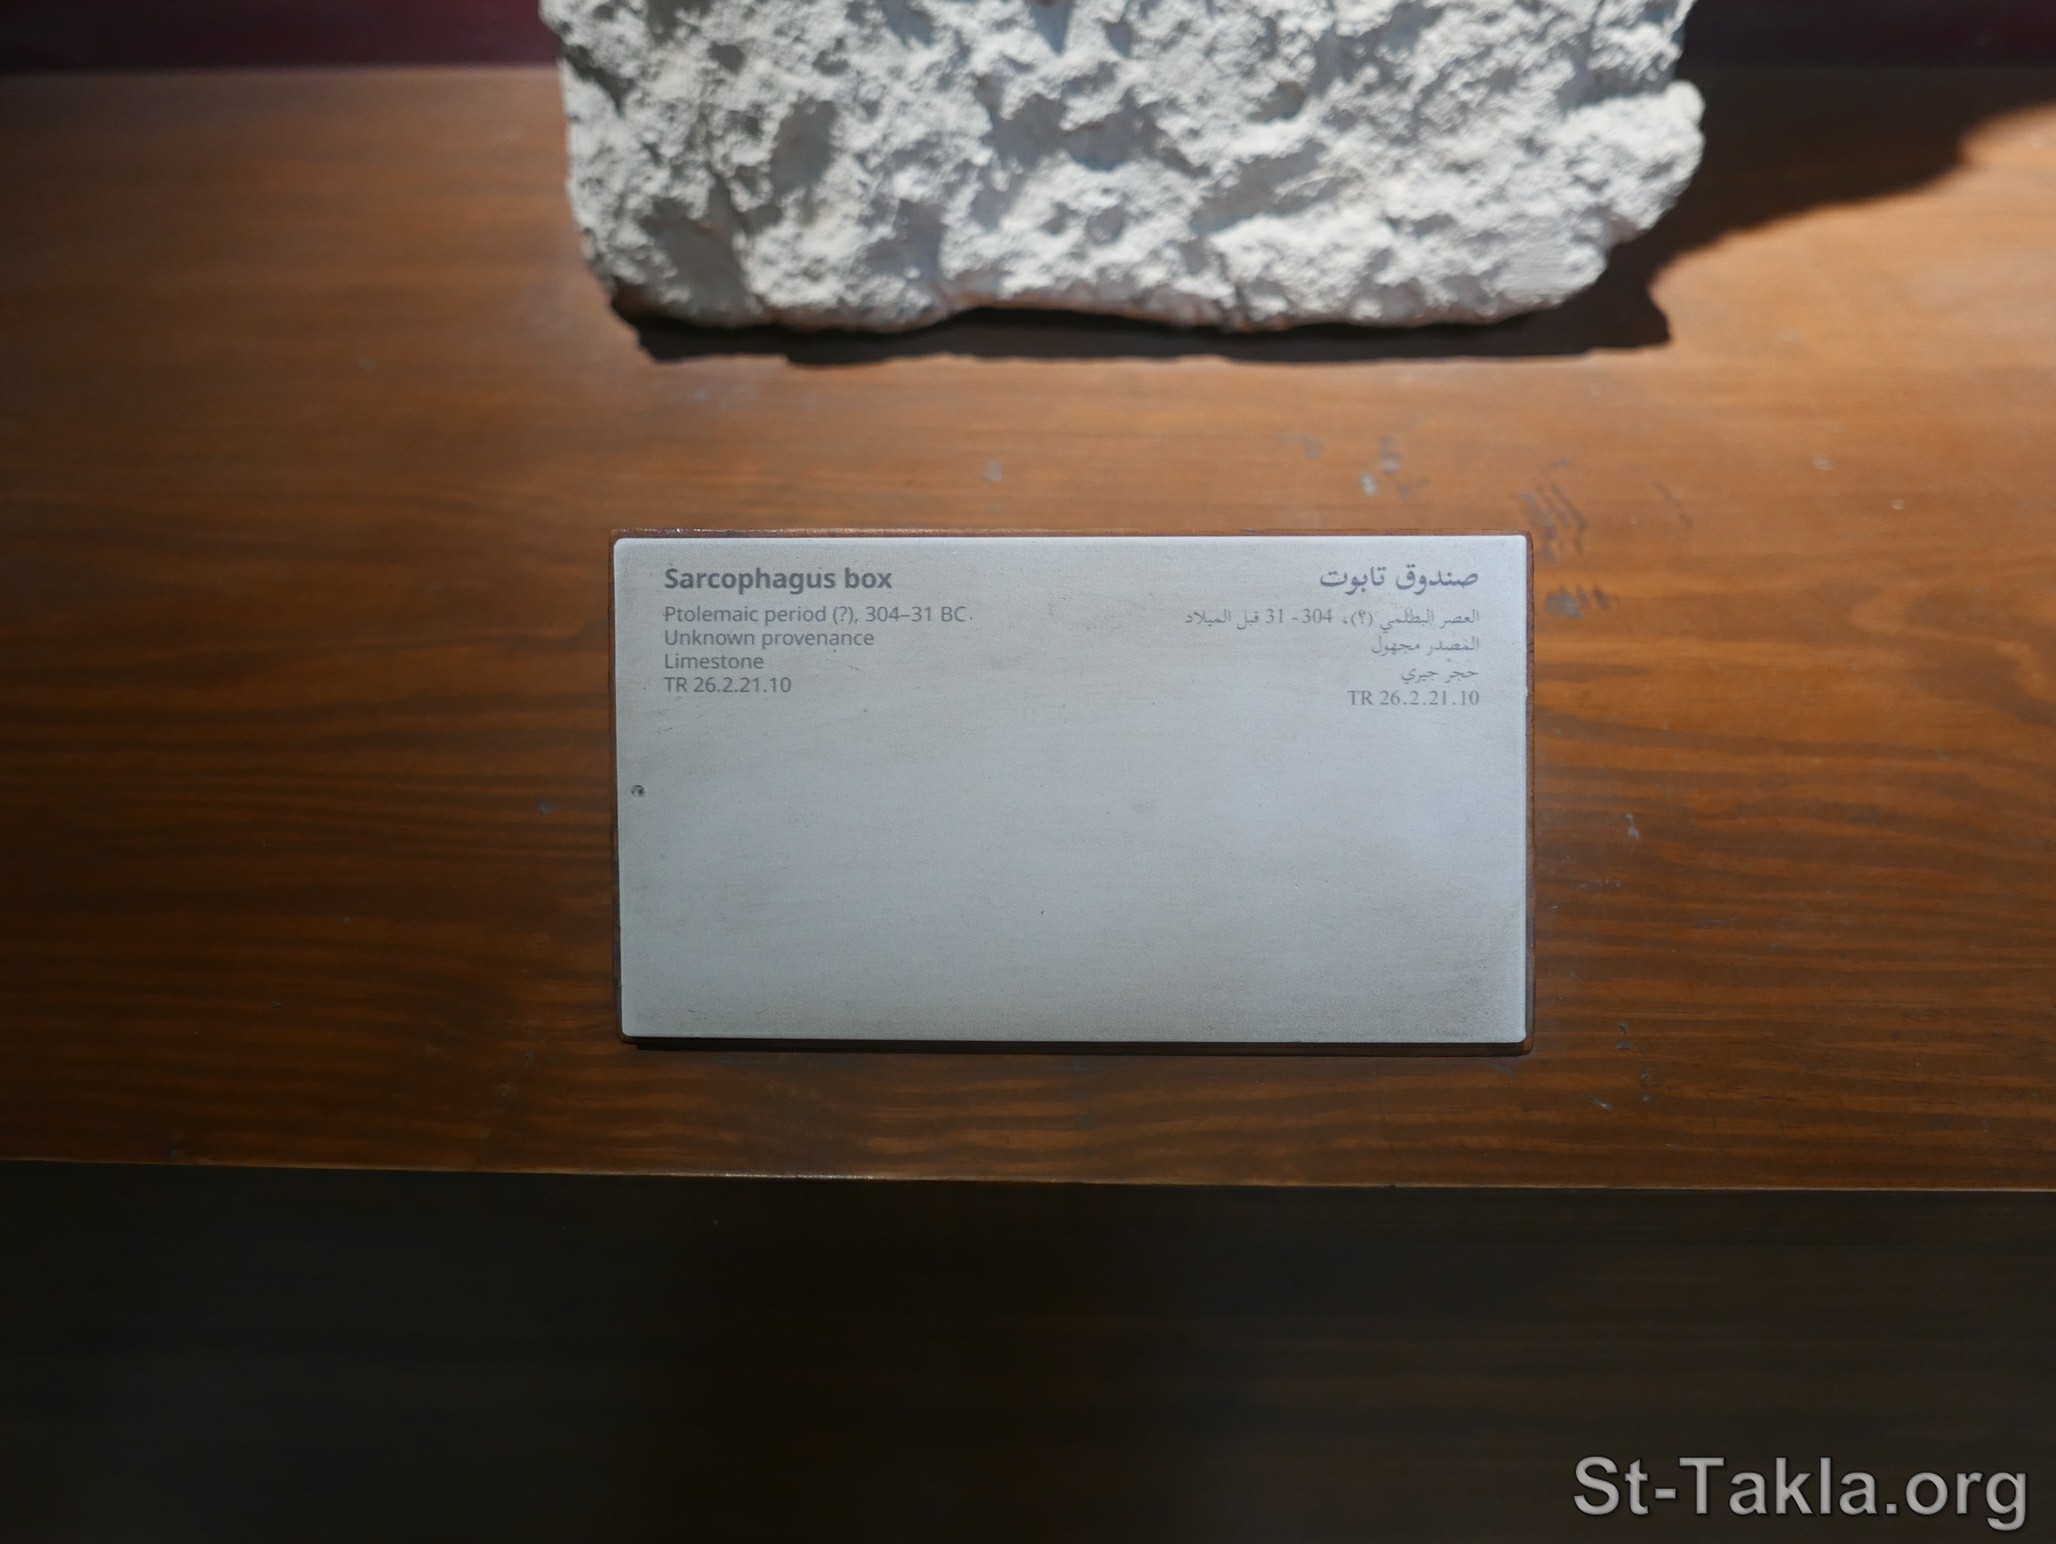 Sarcophagus box
Ptolemaic period (?), 304–31 BC.
Unknown provenance
Limestone
TR 26.2.21.10
صندوق تابوت
العصر البطلمي (؟)، 304 - 31 قبل الميلاد
المصدر مجهول
حجر جيري
TR 26.2.21.10
St-Takla.org